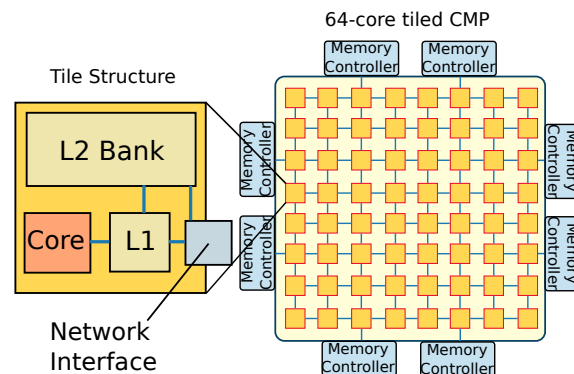 64-core tiled CMP
Memory
Controller
Memory
Controller
Tile Structure
L2 Bank
Core
L1
Network
Interface
Memory
Controller
Memory
Controller
Memory
Controller
Memory
Controller
Memory
Controller
Memory
Controller